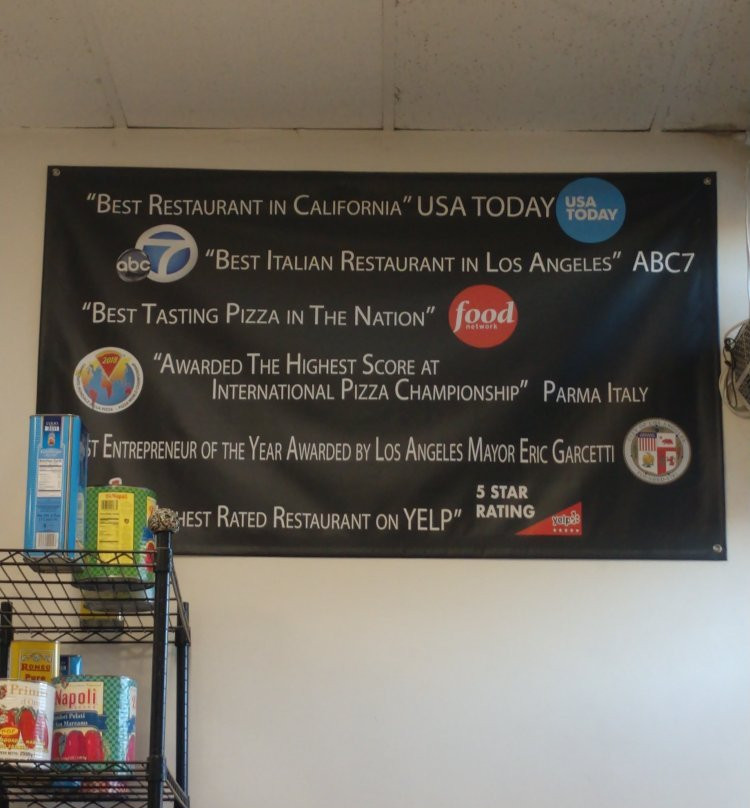 “BEST RESTAURANT IN CALIFORNIA” USA TODAY USA TODAY
abc 7 “BEST ITALIAN RESTAURANT IN LOS ANGELES” ABC7
“BEST TASTING PIZZA IN THE NATION” food network
2019
“AWARDED THE HIGHEST SCORE AT
INTERNATIONAL PIZZA CHAMPIONSHIP” PARMA ITALY
ENTREPRENEUR OF THE YEAR AWARDED BY LOS ANGELES MAYOR ERIC GARCETTI
RATED RESTAURANT ON YELP”
5 STAR
RATING
yelp
Napoli